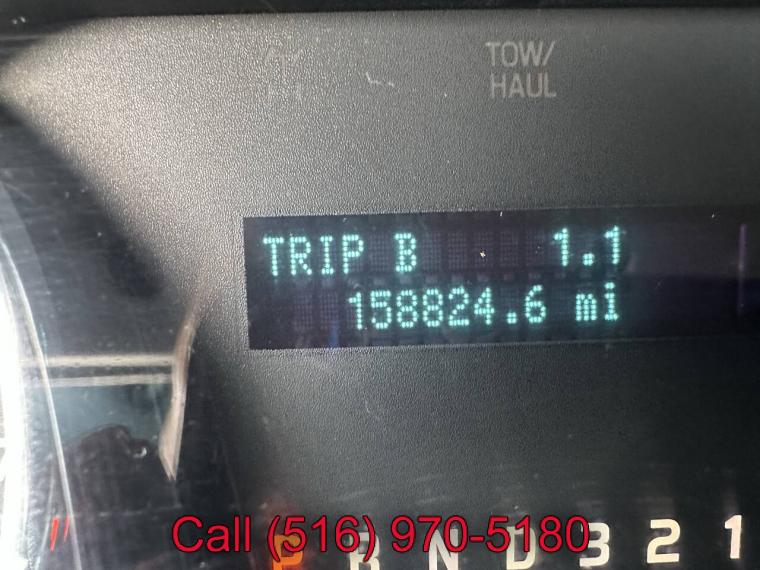 TOW/
HAUL
TRIP B 1.1
158824.6 mi
P R N D 3 2 1
Call (516) 970-5180